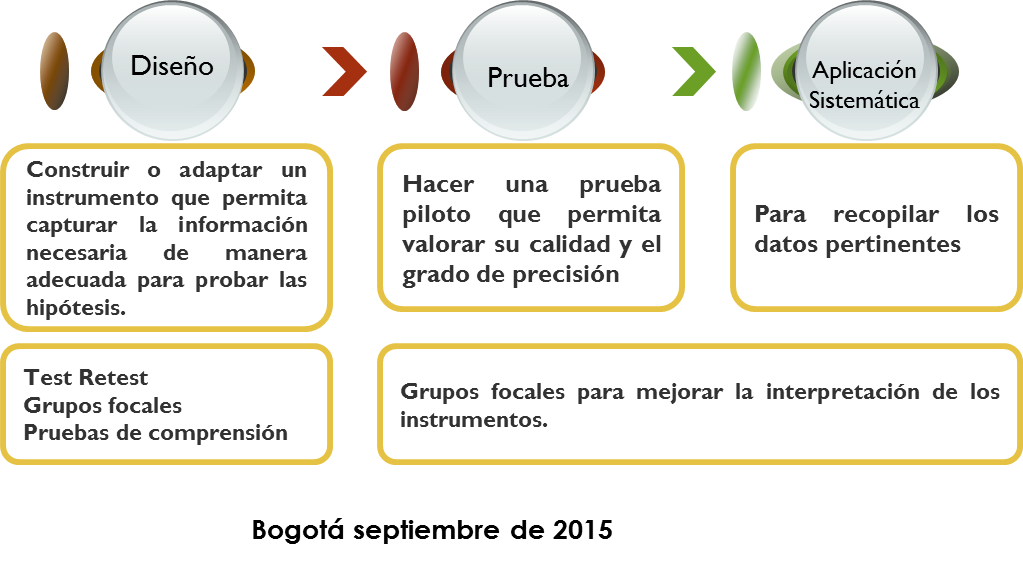 Diseño
Prueba
Aplicación
Sistemática
Construir o adaptar un
instrumento que permita
capturar la información
necesaria de manera
adecuada para probar las
hipótesis.
Hacer una prueba
piloto que permita
valorar su calidad y el
grado de precisión
Para recopilar los
datos pertinentes
Test Retest
Grupos focales
Pruebas de comprensión
Grupos focales para mejorar la interpretación de los
instrumentos.
Bogotá septiembre de 2015